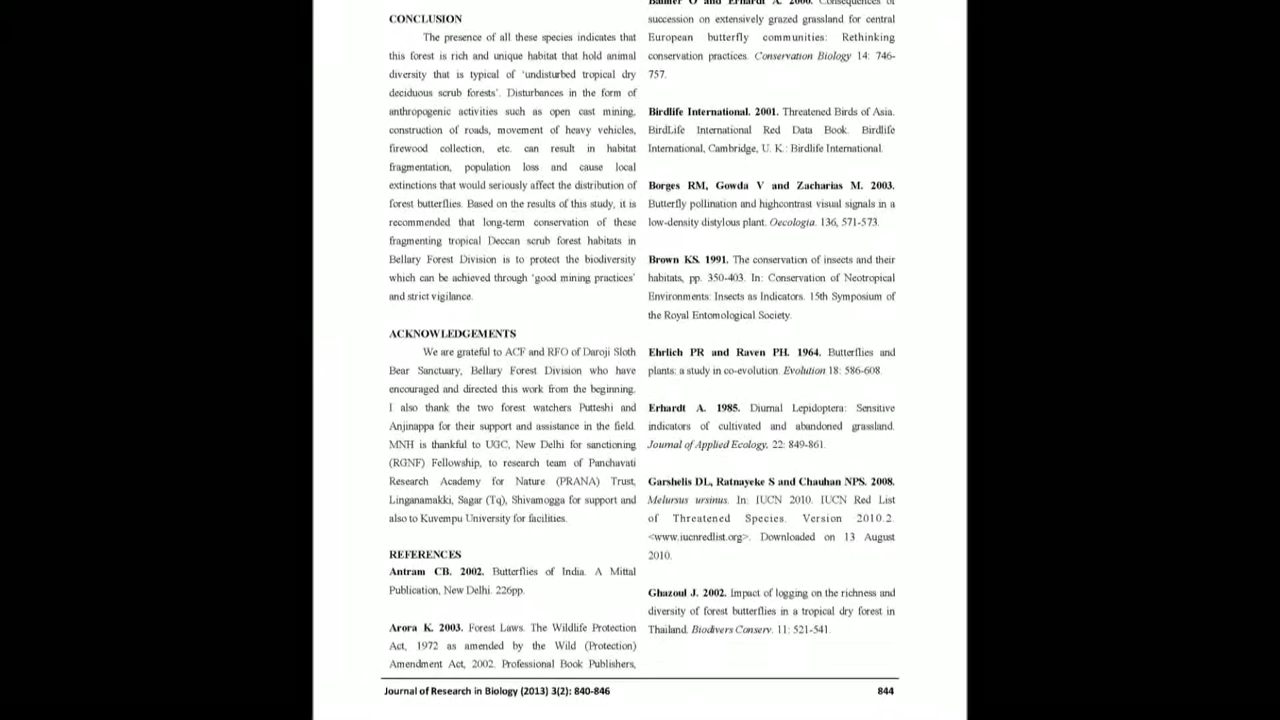 CONCLUSION
The presence of all these species indicates that
this forest is rich and unique habitat that hold animal
diversity that is typical of ‘undisturbed tropical dry
deciduous scrub forests’. Disturbances in the form of
anthropogenic activities such as open cast mining,
construction of roads, movement of heavy vehicles,
firewood collection, etc. can result in habitat
fragmentation, population loss and cause local
extinctions that would seriously affect the distribution of
forest butterflies. Based on the results of this study, it is
recommended that long-term conservation of these
fragmenting tropical Deccan scrub forest habitats in
Bellary Forest Division is to protect the biodiversity
which can be achieved through ‘good mining practices’
and strict vigilance.
ACKNOWLEDGEMENTS
We are grateful to ACF and RFO of Daroji Sloth
Bear Sanctuary, Bellary Forest Division who have
encouraged and directed this work from the beginning.
I also thank the two forest watchers Putteshi and
Anjinappa for their support and assistance in the field.
MNH is thankful to UGC, New Delhi for sanctioning
(RGNF) Fellowship, to research team of Panchavati
Research Academy for Nature (PRANA) Trust,
Linganamakki, Sagar (Tq), Shivamogga for support and
also to Kuvempu University for facilities.
REFERENCES
Antram CB. 2002. Butterflies of India. A Mittal
Publication, New Delhi. 226pp.
Arora K. 2003. Forest Laws. The Wildlife Protection
Act, 1972 as amended by the Wild (Protection)
Amendment Act, 2002. Professional Book Publishers,
Balmer O and Erhardt A. 2000. Consequences of
succession on extensively grazed grassland for central
European butterfly communities: Rethinking
conservation practices. Conservation Biology 14: 746-
757.
Birdlife International. 2001. Threatened Birds of Asia.
BirdLife International Red Data Book. Birdlife
International, Cambridge, U. K.: Birdlife International.
Borges RM, Gowda V and Zacharias M. 2003.
Butterfly pollination and highcontrast visual signals in a
low-density distylous plant. Oecologia. 136, 571-573.
Brown KS. 1991. The conservation of insects and their
habitats, pp. 350-403. In: Conservation of Neotropical
Environments: Insects as Indicators. 15th Symposium of
the Royal Entomological Society.
Ehrlich PR and Raven PH. 1964. Butterflies and
plants: a study in co-evolution. Evolution 18: 586-608.
Erhardt A. 1985. Diurnal Lepidoptera: Sensitive
indicators of cultivated and abandoned grassland.
Journal of Applied Ecology. 22: 849-861.
Garshelis DL, Ratnayeke S and Chauhan NPS. 2008.
Melursus ursinus. In: IUCN 2010. IUCN Red List
of Threatened Species. Version 2010.2.
<www.iucnredlist.org>. Downloaded on 13 August
2010.
Ghazoul J. 2002. Impact of logging on the richness and
diversity of forest butterflies in a tropical dry forest in
Thailand. Biodivers Conserv. 11: 521-541.
Journal of Research in Biology (2013) 3(2): 840-846
844